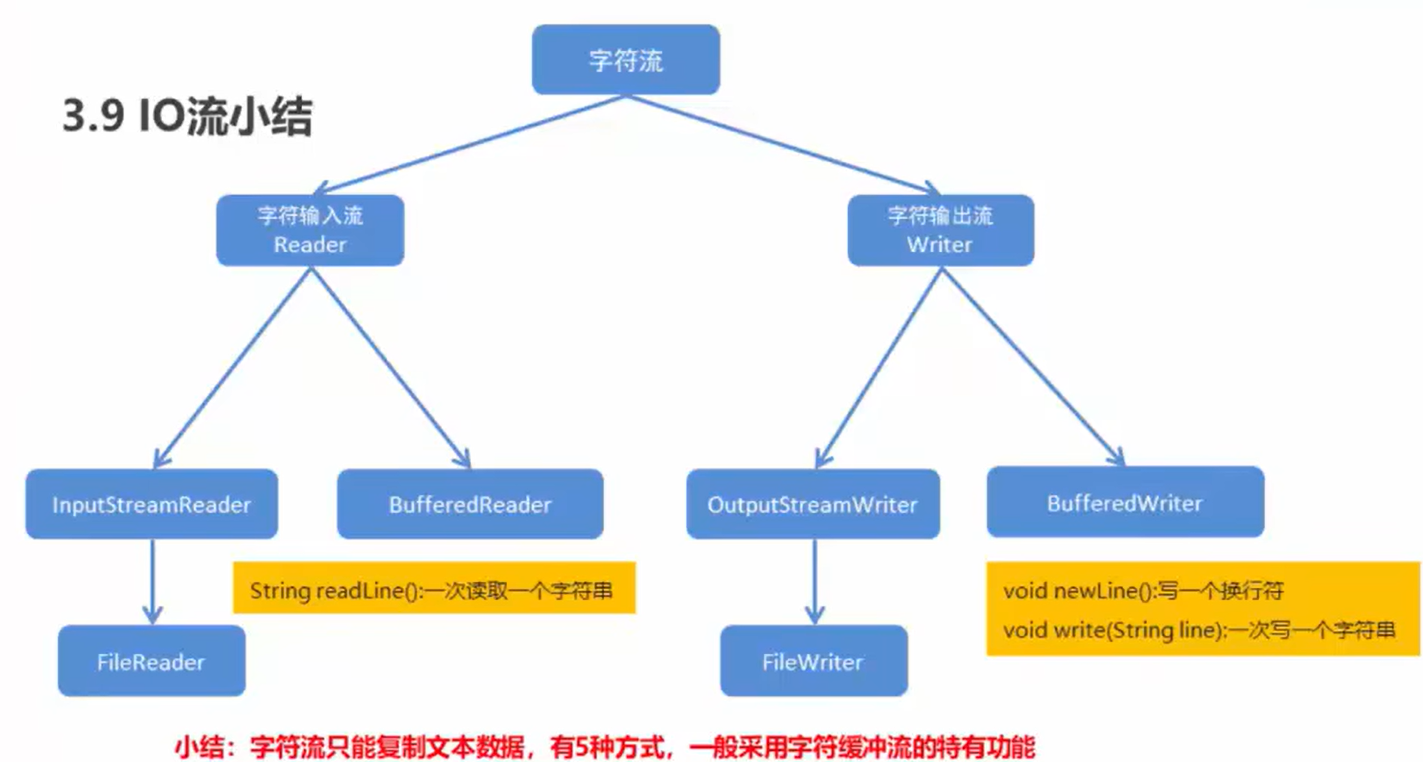 字符流
3.9 IO流小结
字符输入流
Reader
字符输出流
Writer
InputStreamReader
BufferedReader
OutputStreamWriter
BufferedWriter
String readLine():一次读取一个字符串
void newLine():写一个换行符
void write(String line):一次写一个字符串
FileReader
FileWriter
小结：字符流只能复制文本数据，有5种方式，一般采用字符缓冲流的特有功能